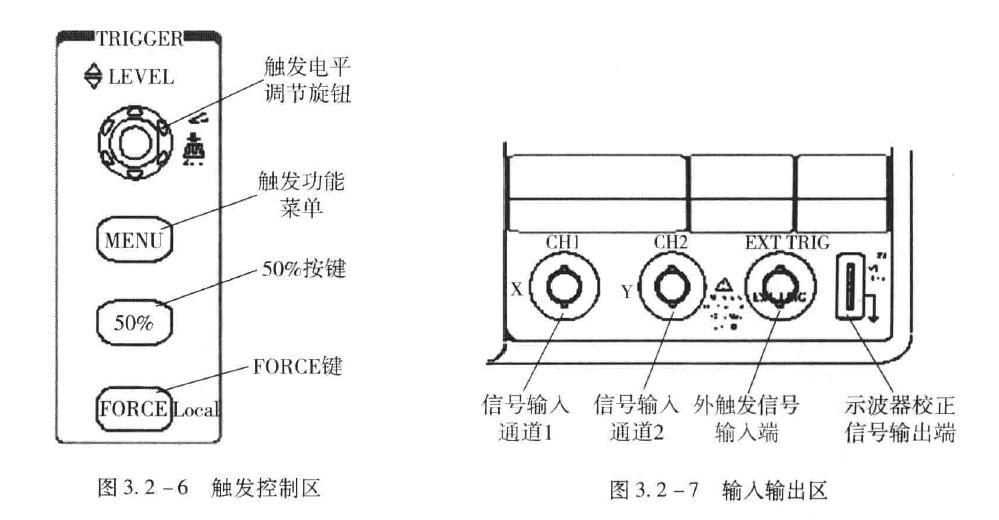 TRIGGER
LEVEL
触发电平
调节旋钮
触发功能
菜单
MENU
50%按键
50%
FORCE键
FORCE Local
图 3.2-6 触发控制区
CH1 CH2 EXT TRIG
X Y
信号输入
通道1
信号输入
通道2
外触发信号
输入端
示波器校正
信号输出端
图 3.2-7 输入输出区